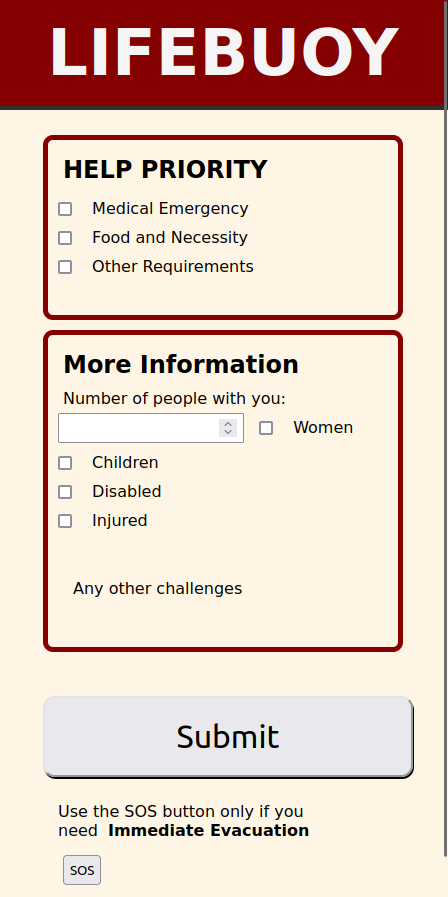 LIFEBUOY
HELP PRIORITY
Medical Emergency
Food and Necessity
Other Requirements
More Information
Number of people with you:
Women
Children
Disabled
Injured
Any other challenges
Submit
Use the SOS button only if you
need Immediate Evacuation
SOS